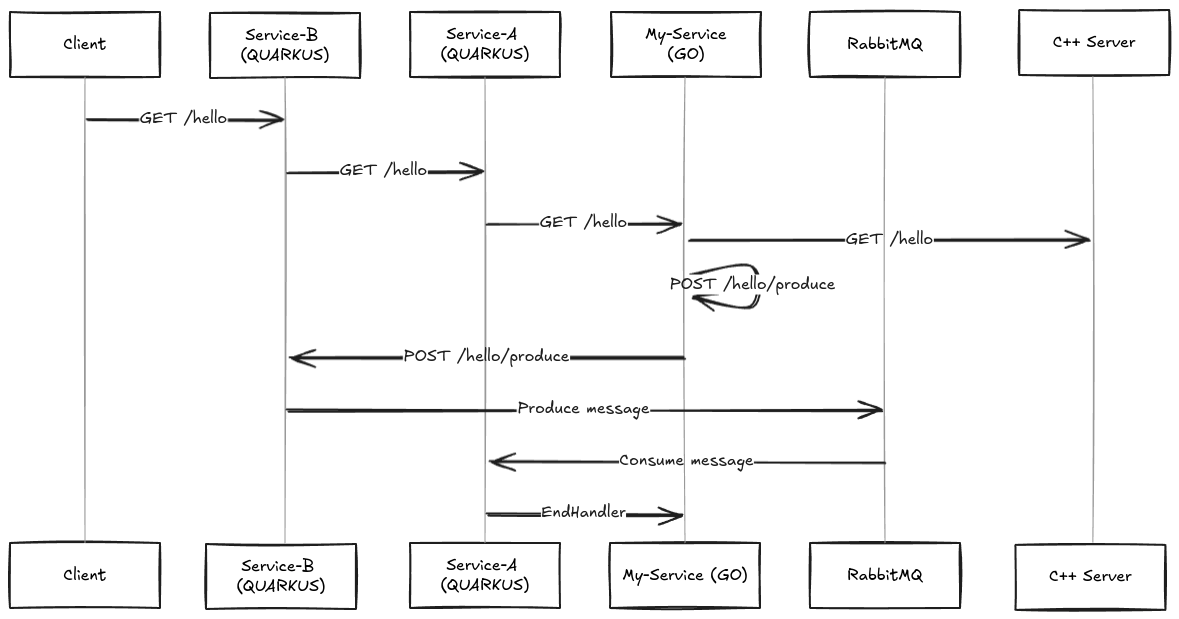 Client
Service-B
(QUARKUS)
Service-A
(QUARKUS)
My-Service
(GO)
RabbitMQ
C++ Server
GET /hello
GET /hello
GET /hello
GET /hello
POST /hello/produce
POST /hello/produce
Produce message
Consume message
EndHandler
Client
Service-B
(QUARKUS)
Service-A
(QUARKUS)
My-Service (GO)
RabbitMQ
C++ Server